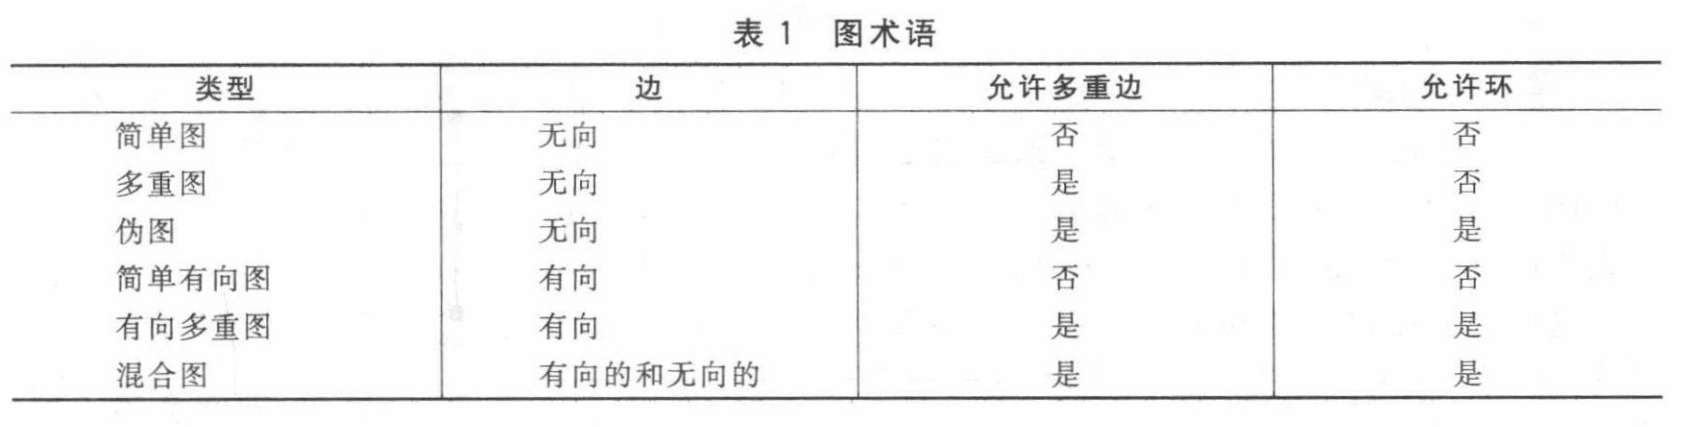 表 1 图术语
类型 边 允许多重边 允许环
简单图 无向 否 否
多重图 无向 是 否
伪图 无向 是 是
简单有向图 有向 否 否
有向多重图 有向 是 是
混合图 有向的和无向的 是 是